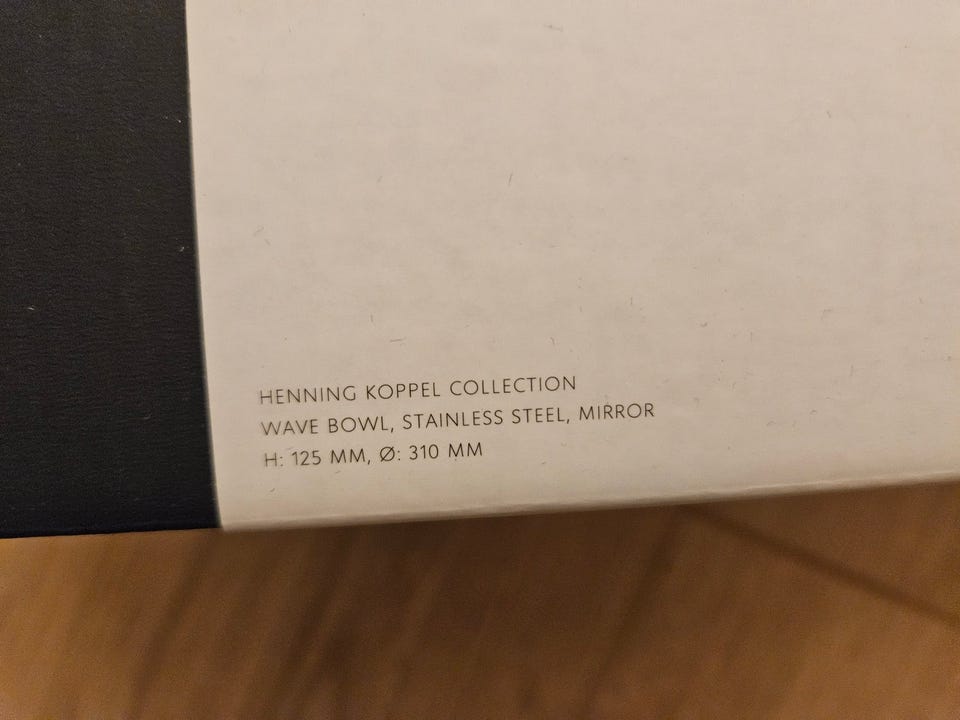 HENNING KOPPEL COLLECTION
WAVE BOWL, STAINLESS STEEL, MIRROR
H: 125 MM, Ø: 310 MM